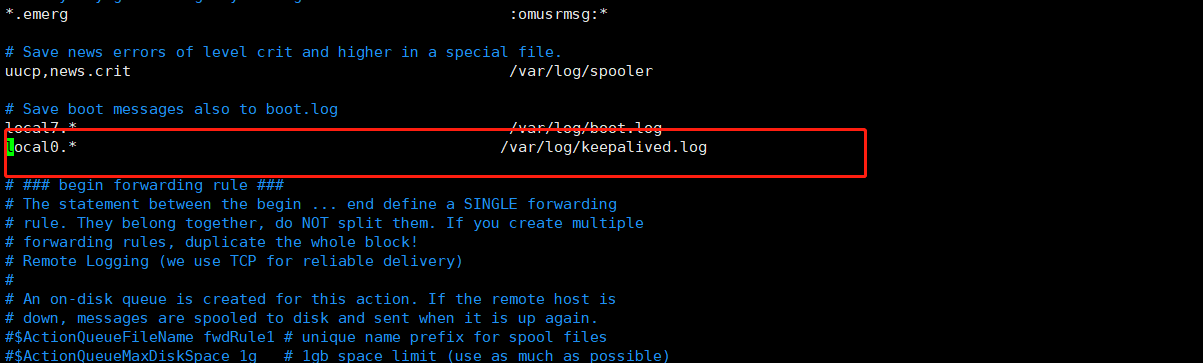 *.emerg                                                 :omusrmsg:*
# Save news errors of level crit and higher in a special file.
uucp,news.crit                                          /var/log/spooler
# Save boot messages also to boot.log
local7.*                                                /var/log/boot.log
local0.*                                               /var/log/keepalived.log
# ### begin forwarding rule ###
# The statement between the begin ... end define a SINGLE forwarding
# rule. They belong together, do NOT split them. If you create multiple
# forwarding rules, duplicate the whole block!
# Remote Logging (we use TCP for reliable delivery)
#
# An on-disk queue is created for this action. If the remote host is
# down, messages are spooled to disk and sent when it is up again.
#$ActionQueueFileName fwdRule1 # unique name prefix for spool files
#$ActionQueueMaxDiskSpace 1g   # 1gb space limit (use as much as possible)